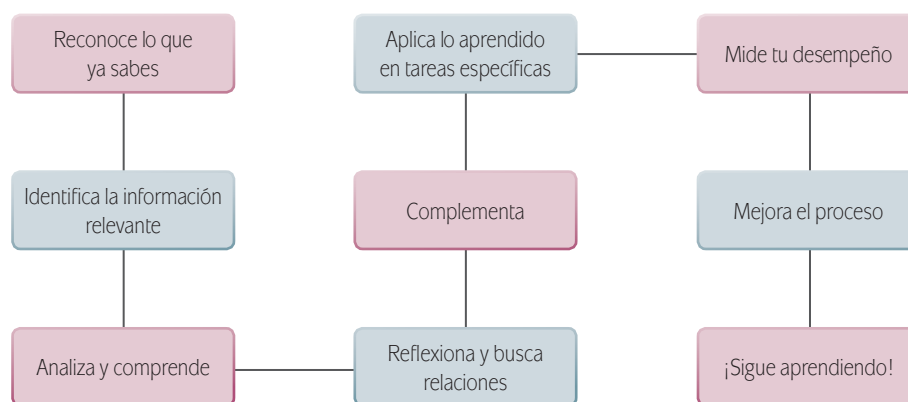 Reconoce lo que
ya sabes
Identifica la información
relevante
Analiza y comprende
Reflexiona y busca
relaciones
Complementa
Aplica lo aprendido
en tareas específicas
Mide tu desempeño
Mejora el proceso
¡Sigue aprendiendo!